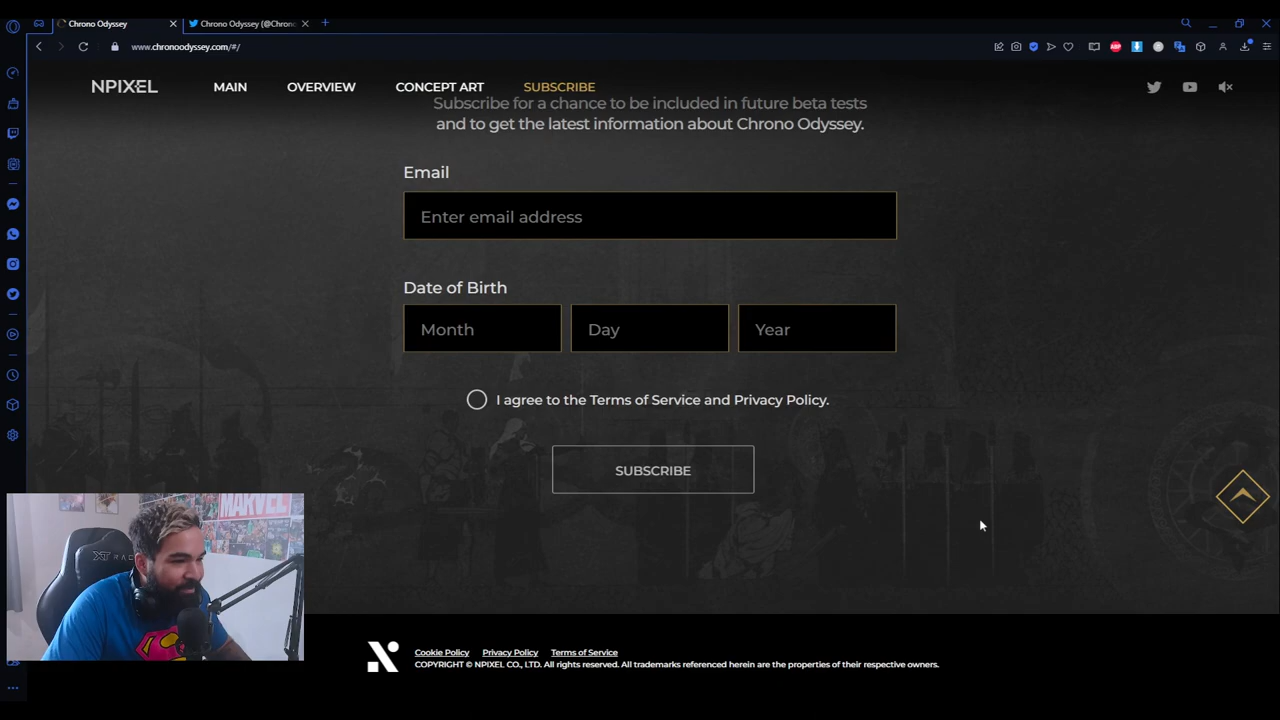 Chrono Odyssey
Chrono Odyssey (@Chrono
www.chronoodyssey.com/#/
ABP
NPIXEL
MAIN
OVERVIEW
CONCEPT ART
SUBSCRIBE
Subscribe for a chance to be included in future beta tests
and to get the latest information about Chrono Odyssey.
Email
Enter email address
Date of Birth
Month
Day
Year
I agree to the Terms of Service and Privacy Policy.
SUBSCRIBE
MARVEL
Cookie Policy
Privacy Policy
Terms of Service
COPYRIGHT © NPIXEL CO., LTD. All rights reserved. All trademarks referenced herein are the properties of their respective owners.